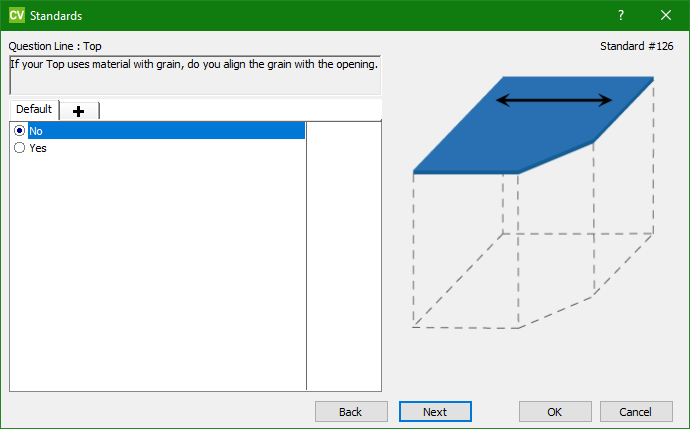 CV Standards ?
Question Line : Top
Standard #126
If your Top uses material with grain, do you align the grain with the opening.
Default
No
Yes
Back Next OK Cancel